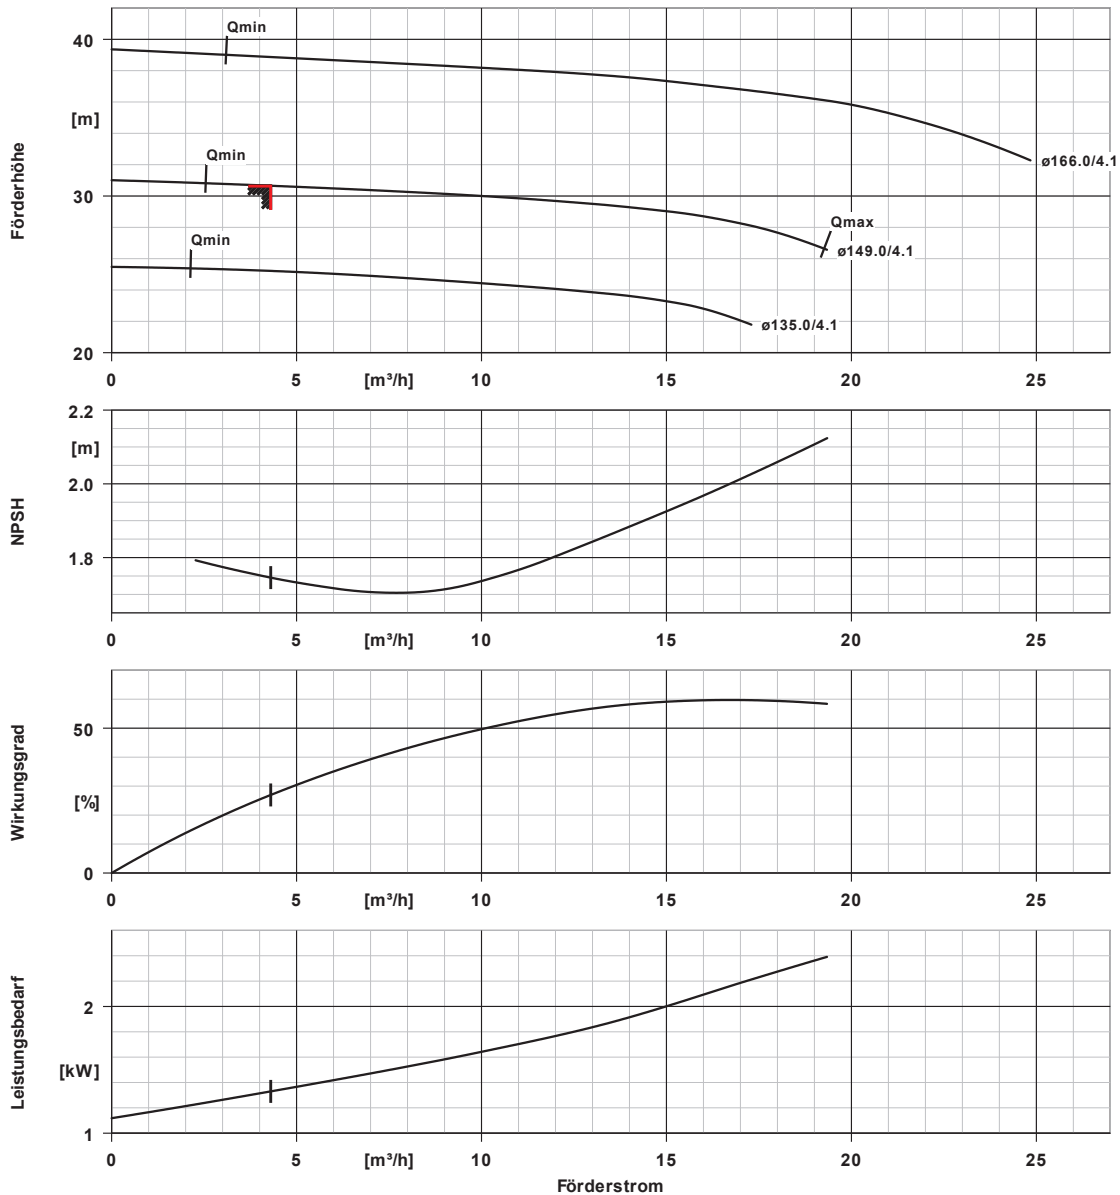 Qmin
40
[m]
Förderhöhe
ø166.0/4.1
Qmin
30
Qmax
ø149.0/4.1
Qmin
ø135.0/4.1
20
0 5 [m³/h] 10 15 20 25
2.2
[m]
2.0
NPSH
1.8
0 5 [m³/h] 10 15 20 25
50
Wirkungsgrad
[%]
0
0 5 [m³/h] 10 15 20 25
2
Leistungsbedarf
[kW]
1
0 5 [m³/h] 10 15 20 25
Förderstrom